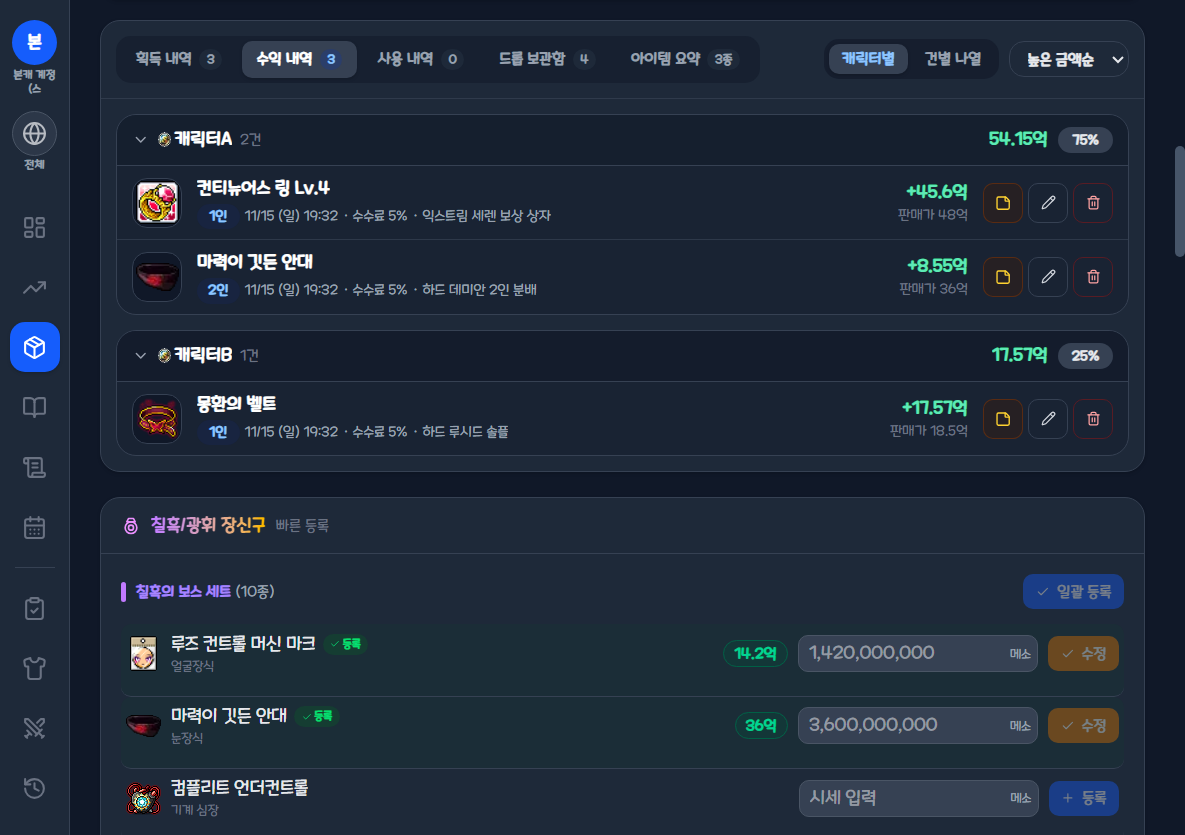 본
본캐 계정
(스
전체
획득 내역 3 수익 내역 3 사용 내역 0 드롭 보관함 4 아이템 요약 3종 캐릭터별 건별 나열 높은 금액순
캐릭터A 2건 54.15억 75%
컨티뉴어스 링 Lv.4
1인 11/15 (일) 19:32 · 수수료 5% · 익스트림 세렌 보상 상자
+45.6억
판매가 48억
마력이 깃든 안대
2인 11/15 (일) 19:32 · 수수료 5% · 하드 데미안 2인 분배
+8.55억
판매가 36억
캐릭터B 1건 17.57억 25%
몽환의 벨트
1인 11/15 (일) 19:32 · 수수료 5% · 하드 루시드 솔플
+17.57억
판매가 18.5억
칠흑/광휘 장신구 빠른 등록
칠흑의 보스 세트 (10종) 일괄 등록
루즈 컨트롤 머신 마크 등록
얼굴장식
14.2억 1,420,000,000 메소 수정
마력이 깃든 안대 등록
눈장식
36억 3,600,000,000 메소 수정
컴플리트 언더컨트롤
기계 심장
시세 입력 메소 + 등록